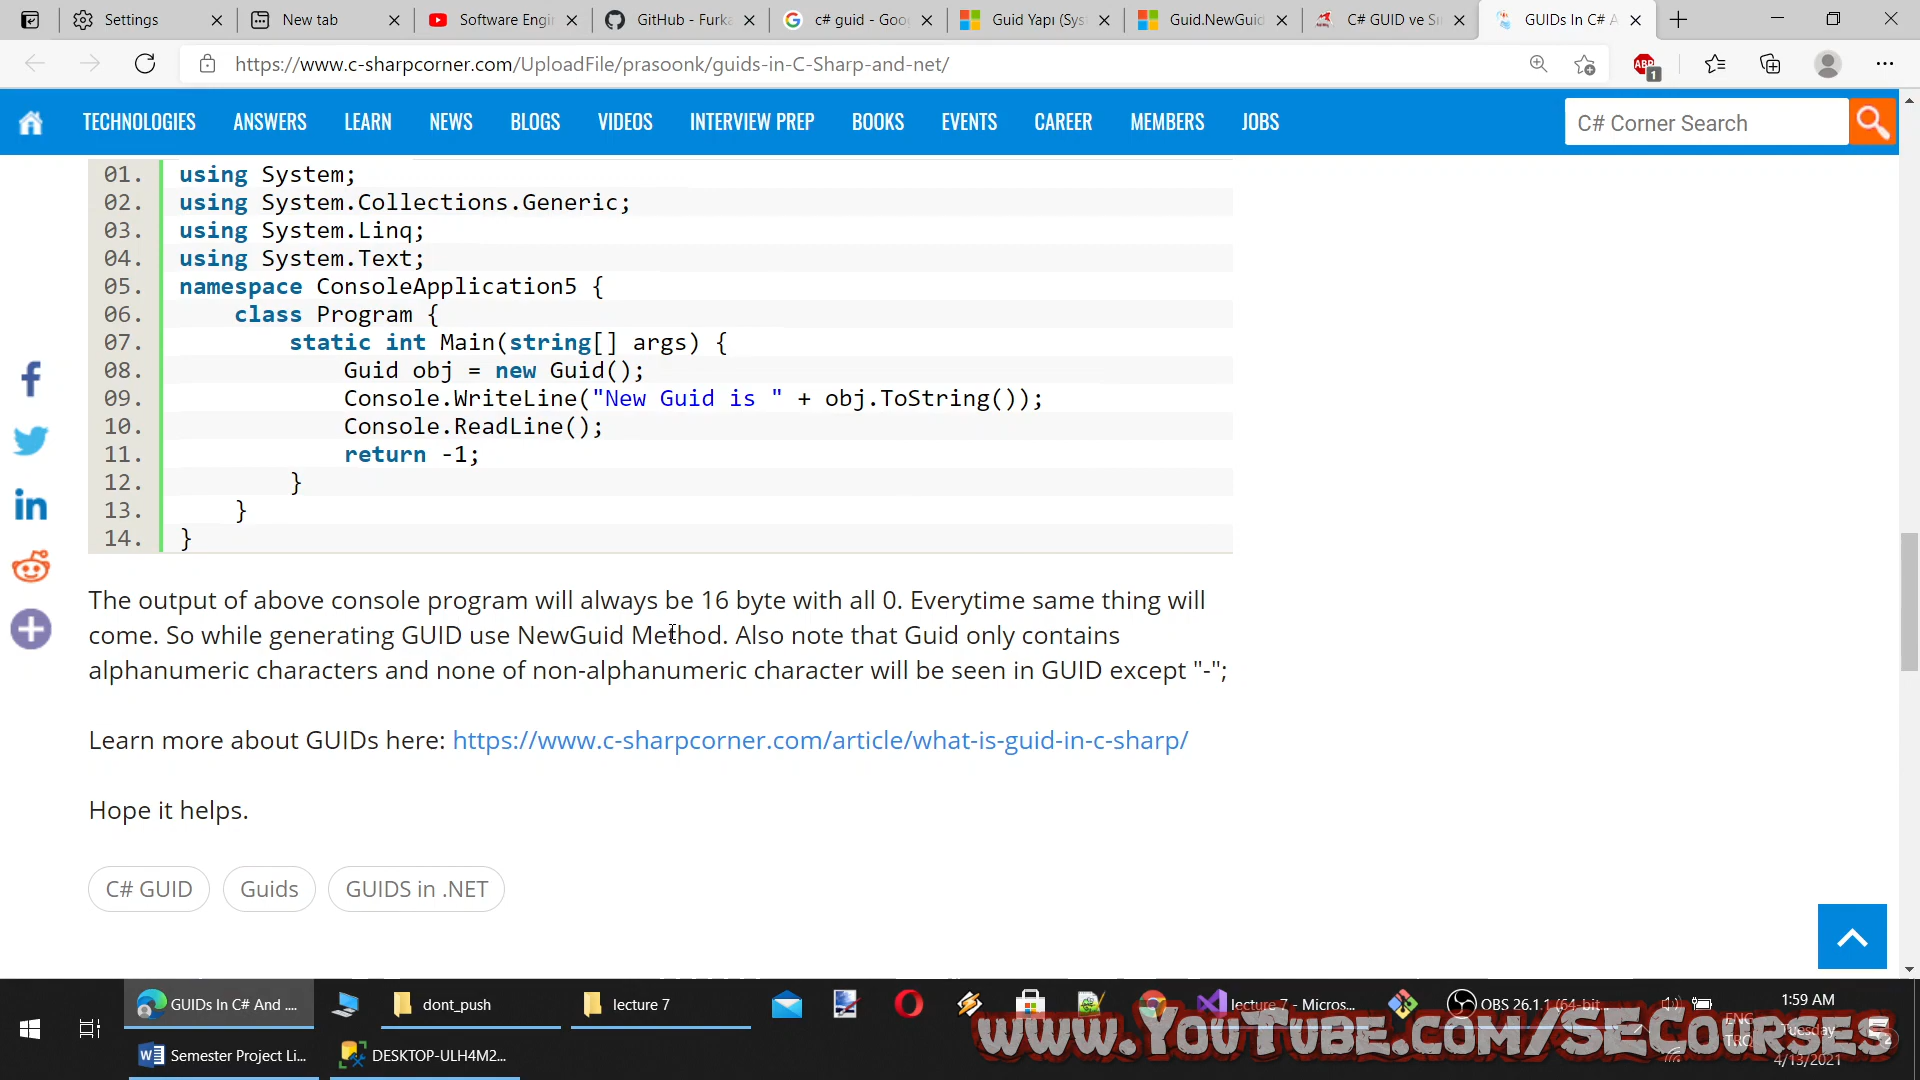 Settings
New tab
Software Engi
GitHub - Furka
c# guid - Goo
Guid Yapı (Sys
Guid.NewGuid
C# GUID ve S
GUIDs In C# A
https://www.c-sharpcorner.com/UploadFile/prasoonk/guids-in-C-Sharp-and-net/
ABP
1
TECHNOLOGIES ANSWERS LEARN NEWS BLOGS VIDEOS INTERVIEW PREP BOOKS EVENTS CAREER MEMBERS JOBS
C# Corner Search
01. using System;
02. using System.Collections.Generic;
03. using System.Linq;
04. using System.Text;
05. namespace ConsoleApplication5 {
06. class Program {
07. static int Main(string[] args) {
08. Guid obj = new Guid();
09. Console.WriteLine("New Guid is " + obj.ToString());
10. Console.ReadLine();
11. return -1;
12. }
13. }
14. }
The output of above console program will always be 16 byte with all 0. Everytime same thing will
come. So while generating GUID use NewGuid Method. Also note that Guid only contains
alphanumeric characters and none of non-alphanumeric character will be seen in GUID except "-";
Learn more about GUIDs here: https://www.c-sharpcorner.com/article/what-is-guid-in-c-sharp/
Hope it helps.
C# GUID
Guids
GUIDS in .NET
GUIDs In C# And ....
dont_push
lecture 7
lecture 7 - Micros...
OBS 26.1.1 (64-bit...
1:59 AM
ENG
Tuesday
4/13/2021
Semester Project Li...
DESKTOP-ULH4M2...
www.YouTube.com/SECourses